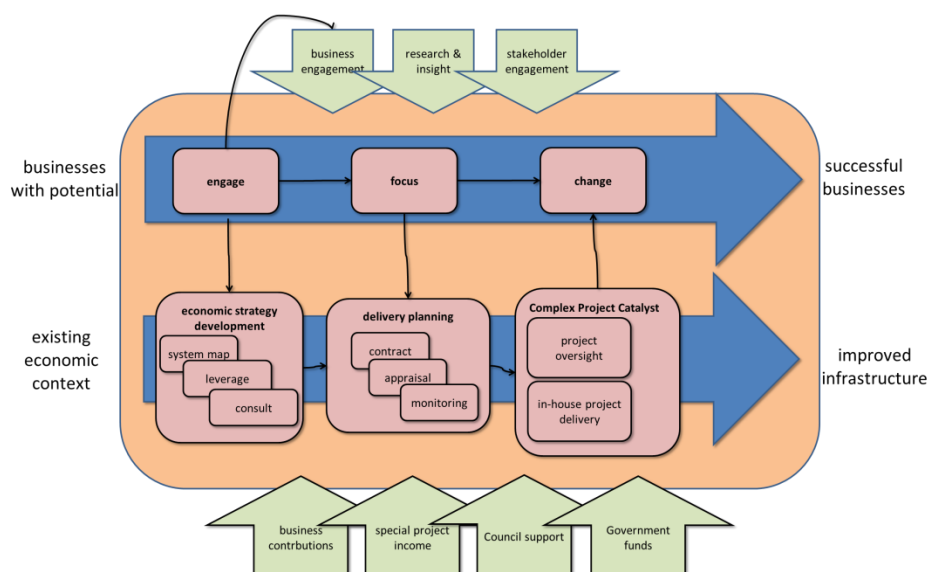 business
engagement
research &
insight
stakeholder
engagement
businesses
with potential
engage
focus
change
successful
businesses
existing
economic
context
economic strategy
development
system map
leverage
consult
delivery planning
contract
appraisal
monitoring
Complex Project Catalyst
project
oversight
in-house project
delivery
improved
infrastructure
business
contrbutions
special project
income
Council support
Government
funds